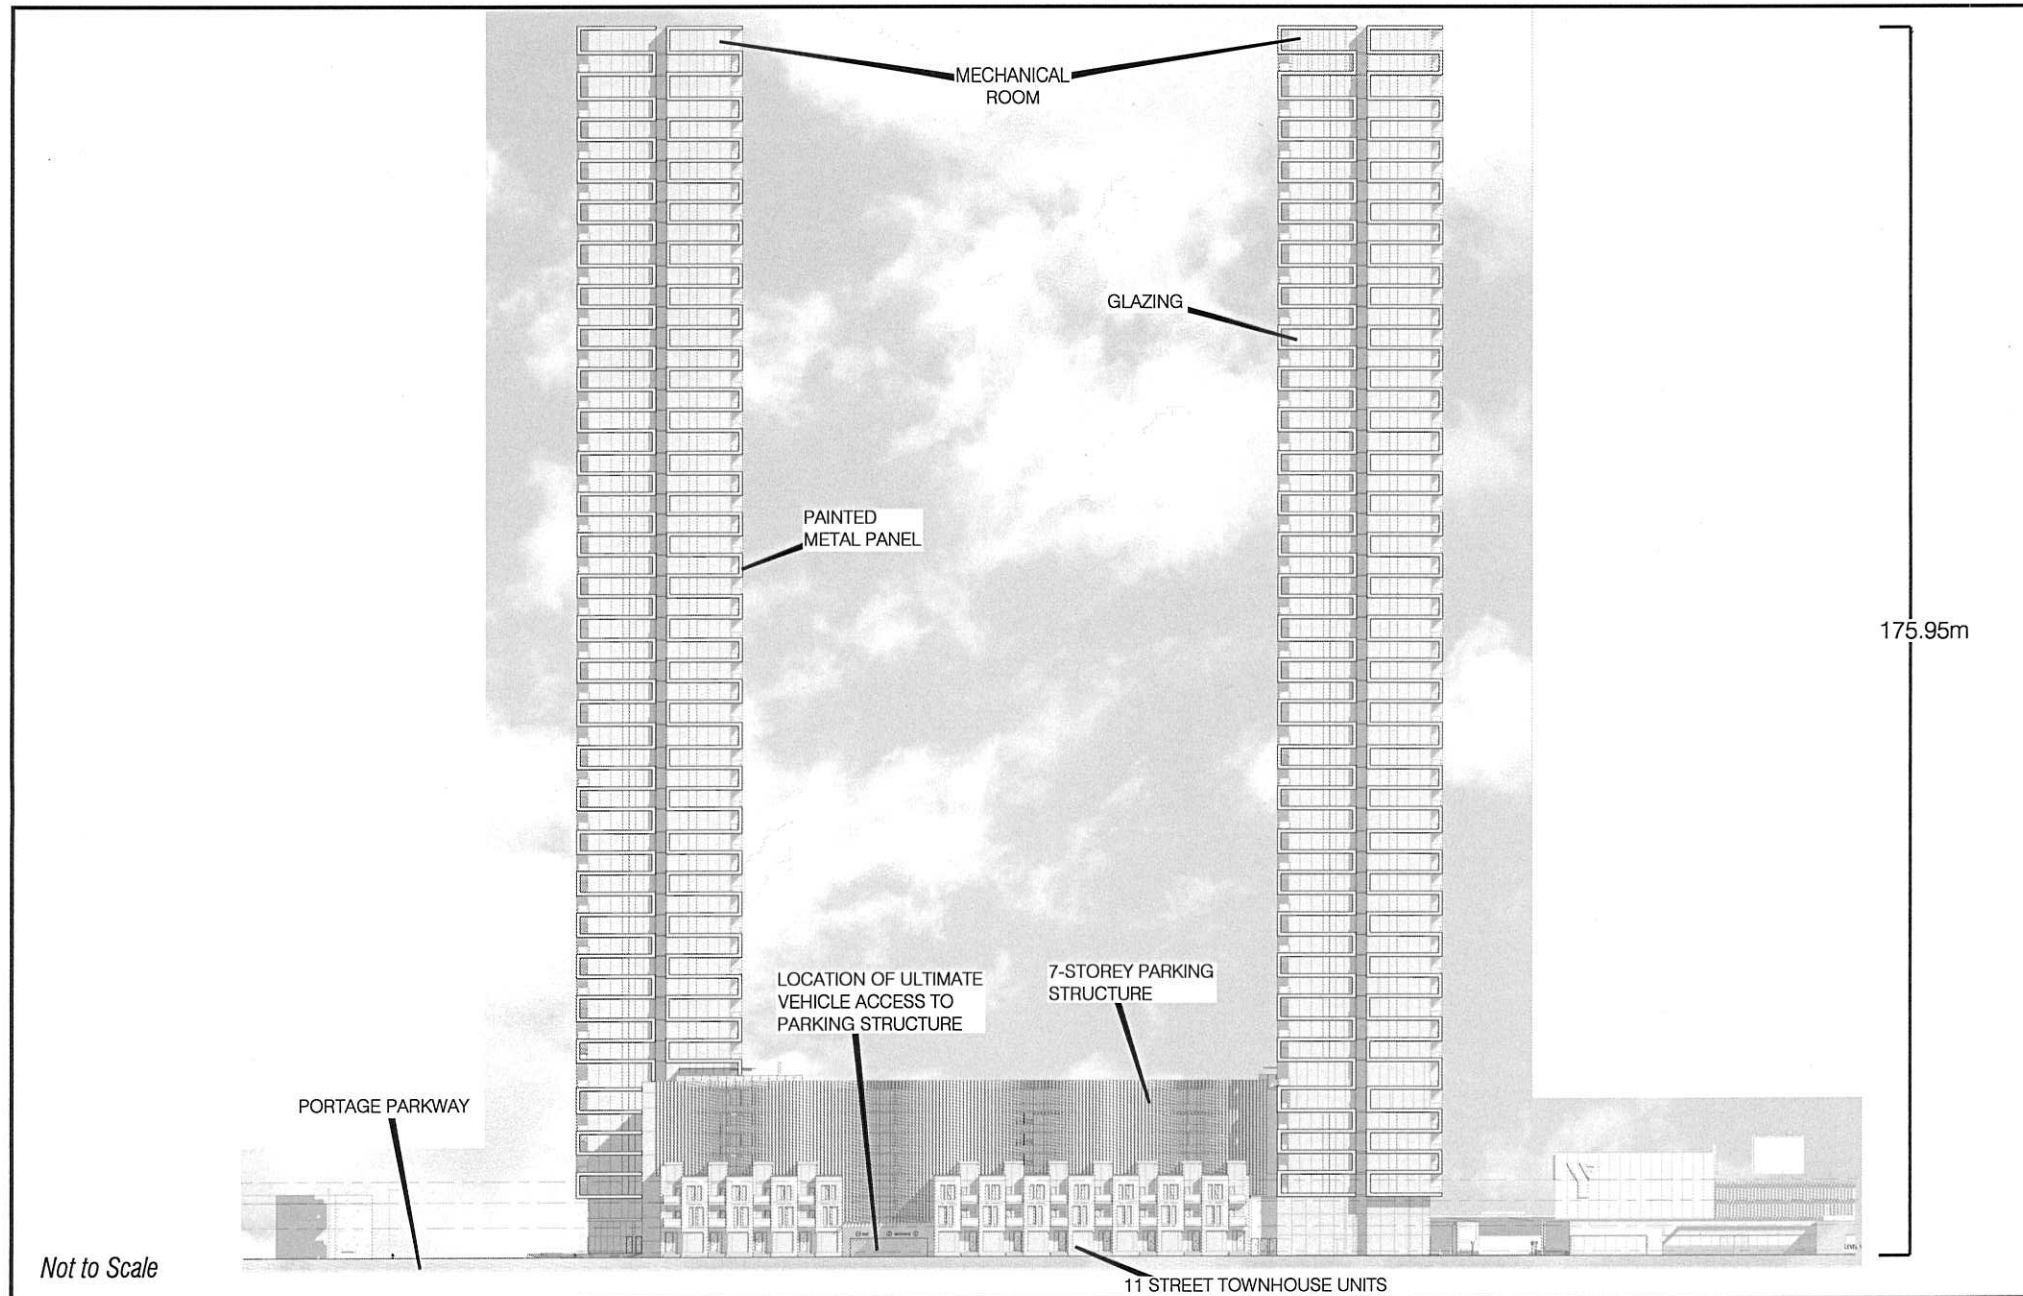 MECHANICAL
ROOM
GLAZING
PAINTED
METAL PANEL
175.95m
LOCATION OF ULTIMATE
VEHICLE ACCESS TO
PARKING STRUCTURE
7-STOREY PARKING
STRUCTURE
PORTAGE PARKWAY
Not to Scale
11 STREET TOWNHOUSE UNITS